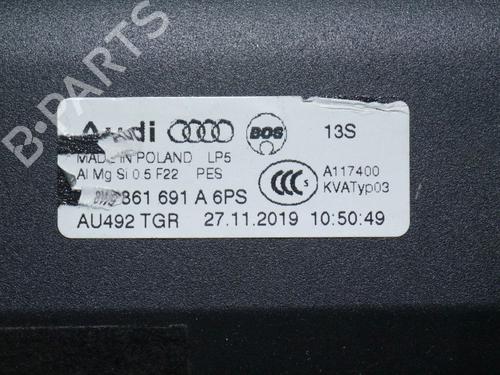 B-PARTS
Audi BOS 13S
MADE IN POLAND LP5
Al Mg Si 0 5 F22 PES A117400
CCC KVATyp03
861 691 A 6PS
AU492 TGR 27.11.2019 10:50:49